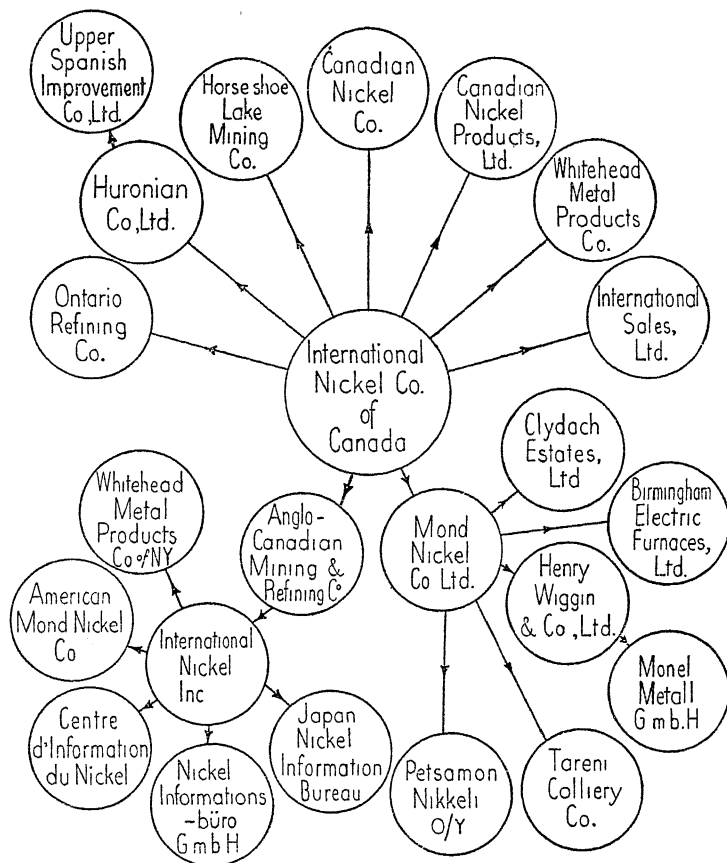 Upper
Spanish
Improvement
Co, Ltd.
Huronian
Co, Ltd.
Horseshoe
Lake
Mining
Co.
Canadian
Nickel
Co.
Canadian
Nickel
Products,
Ltd.
Whitehead
Metal
Products
Co.
Ontario
Refining
Co.
International
Sales,
Ltd.
International
Nickel Co.
of
Canada
Whitehead
Metal
Products
Co of NY
Anglo-
Canadian
Mining &
Refining Co
Mond
Nickel
Co Ltd.
Clydach
Estates,
Ltd
Birmingham
Electric
Furnaces,
Ltd.
American
Mond Nickel
Co
International
Nickel
Inc
Henry
Wiggin
& Co, Ltd.
Monel
Metall
G m b. H
Centre
d'Information
du Nickel
Nickel
Informations-
-büro
G m b H
Japan
Nickel
Information
Bureau
Petsamon
Nikkeli
O/Y
Tareni
Colliery
Co.